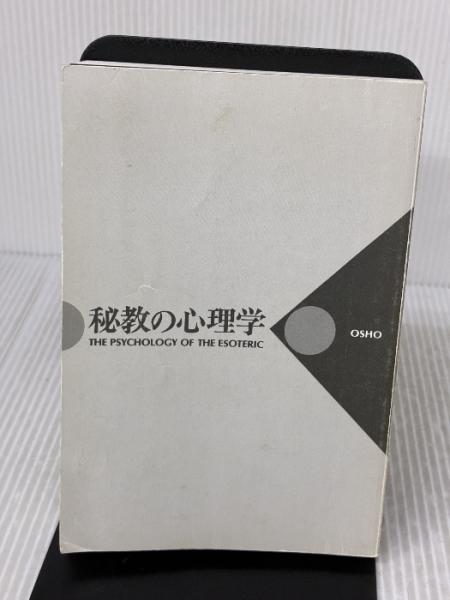 秘教の心理学
THE PSYCHOLOGY OF THE ESOTERIC
OSHO